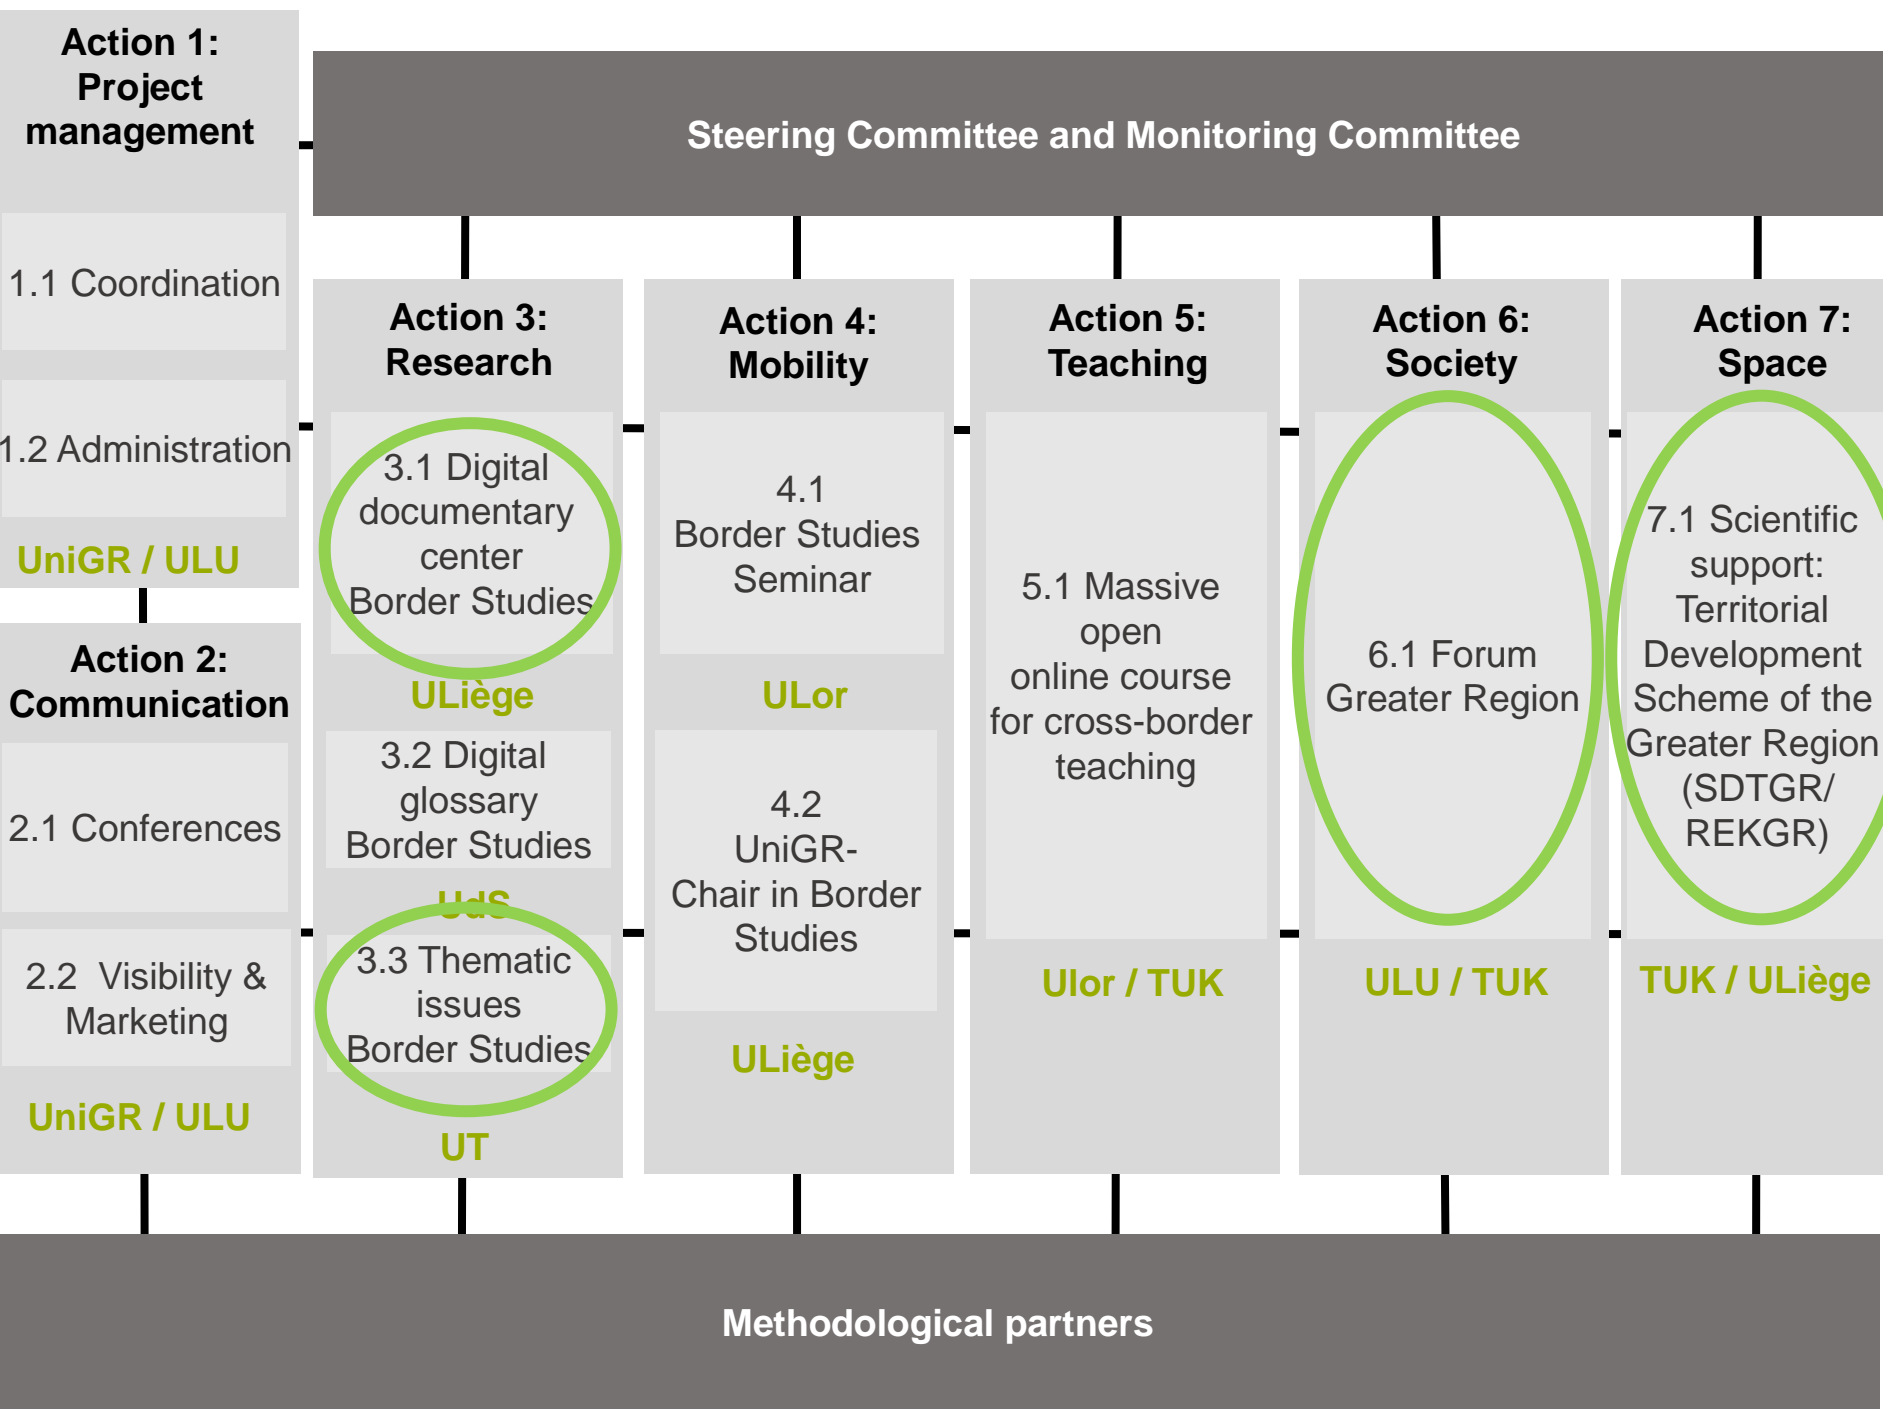 Action 1:
Project
management
1.1 Coordination
1.2 Administration
UniGR / ULU
Action 2:
Communication
2.1 Conferences
2.2  Visibility &
Marketing
UniGR / ULU
Steering Committee and Monitoring Committee
Action 3:
Research
3.1 Digital
documentary
center
Border Studies
ULiège
3.2 Digital
glossary
Border Studies
UdS
3.3 Thematic
issues
Border Studies
UT
Action 4:
Mobility
4.1
Border Studies
Seminar
ULor
4.2
UniGR-
Chair in Border
Studies
ULiège
Action 5:
Teaching
5.1 Massive
open
online course
for cross-border
teaching
Ulor / TUK
Action 6:
Society
6.1 Forum
Greater Region
ULU / TUK
Action 7:
Space
7.1 Scientific
support:
Territorial
Development
Scheme of the
Greater Region
(SDTGR/
REKGR)
TUK / ULiège
Methodological partners